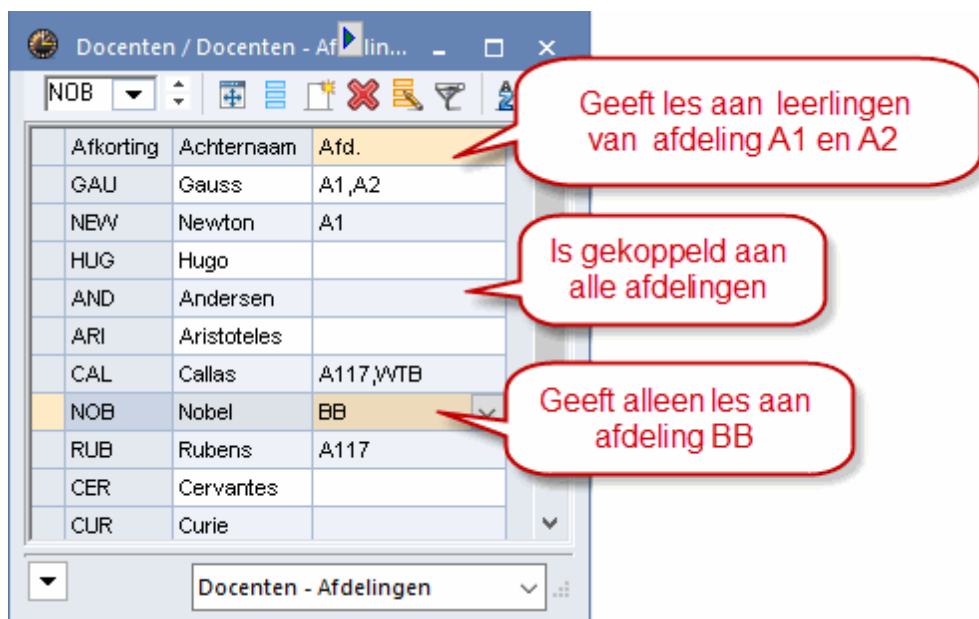 Docenten / Docenten - Af lin...
NOB
Geeft les aan leerlingen
van afdeling A1 en A2
Afkorting Achternaam Afd.
GAU Gauss A1,A2
NEW Newton A1
HUG Hugo
Is gekoppeld aan
alle afdelingen
AND Andersen
ARI Aristoteles
CAL Callas A117,WTB
NOB Nobel BB
Geeft alleen les aan
afdeling BB
RUB Rubens A117
CER Cervantes
CUR Curie
Docenten - Afdelingen